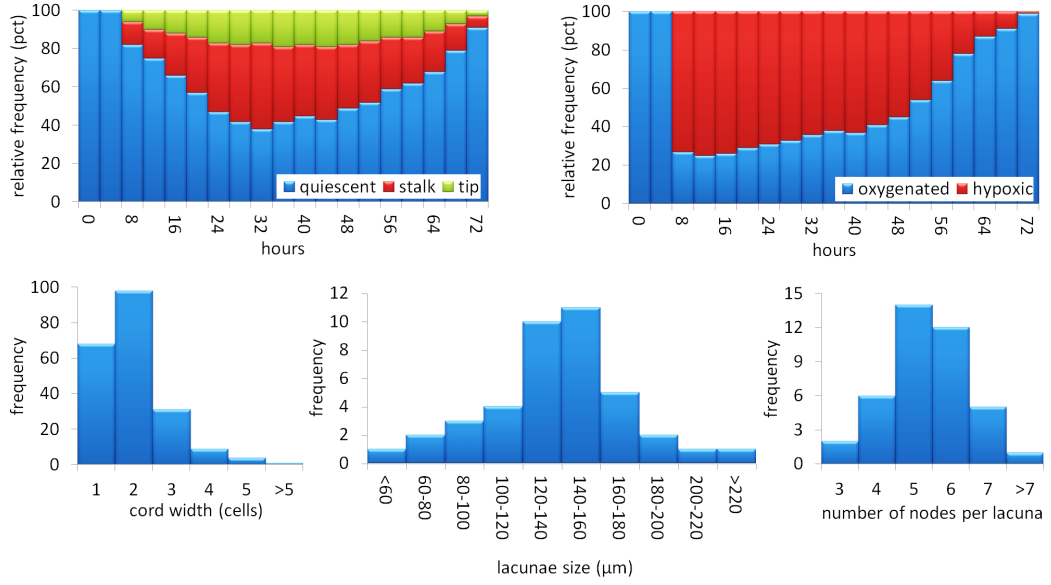 relative frequency (pct)
100
80
60
40
20
0
quiescent stalk tip
0 8 16 24 32 40 48 56 64 72
hours
relative frequency (pct)
100
80
60
40
20
0
oxygenated hypoxic
0 8 16 24 32 40 48 56 64 72
hours
frequency
100
80
60
40
20
0
1 2 3 4 5 >5
cord width (cells)
frequency
12
10
8
6
4
2
0
<60 60-80 80-100 100-120 120-140 140-160 160-180 180-200 200-220 >220
lacunae size (μm)
frequency
15
12
9
6
3
0
3 4 5 6 7 >7
number of nodes per lacuna